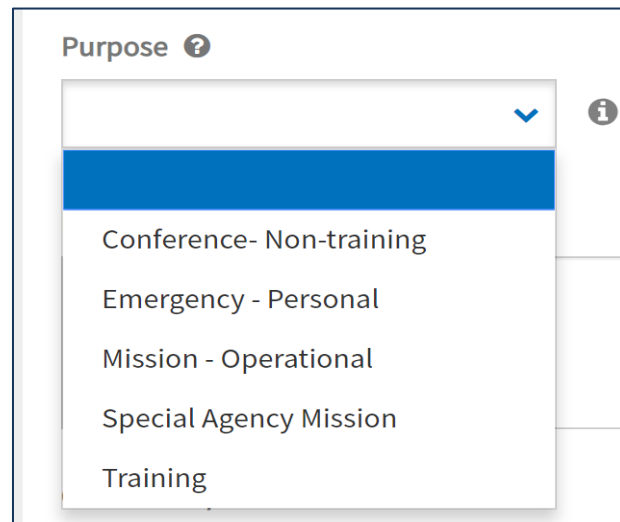 Purpose
Conference- Non-training
Emergency - Personal
Mission - Operational
Special Agency Mission
Training